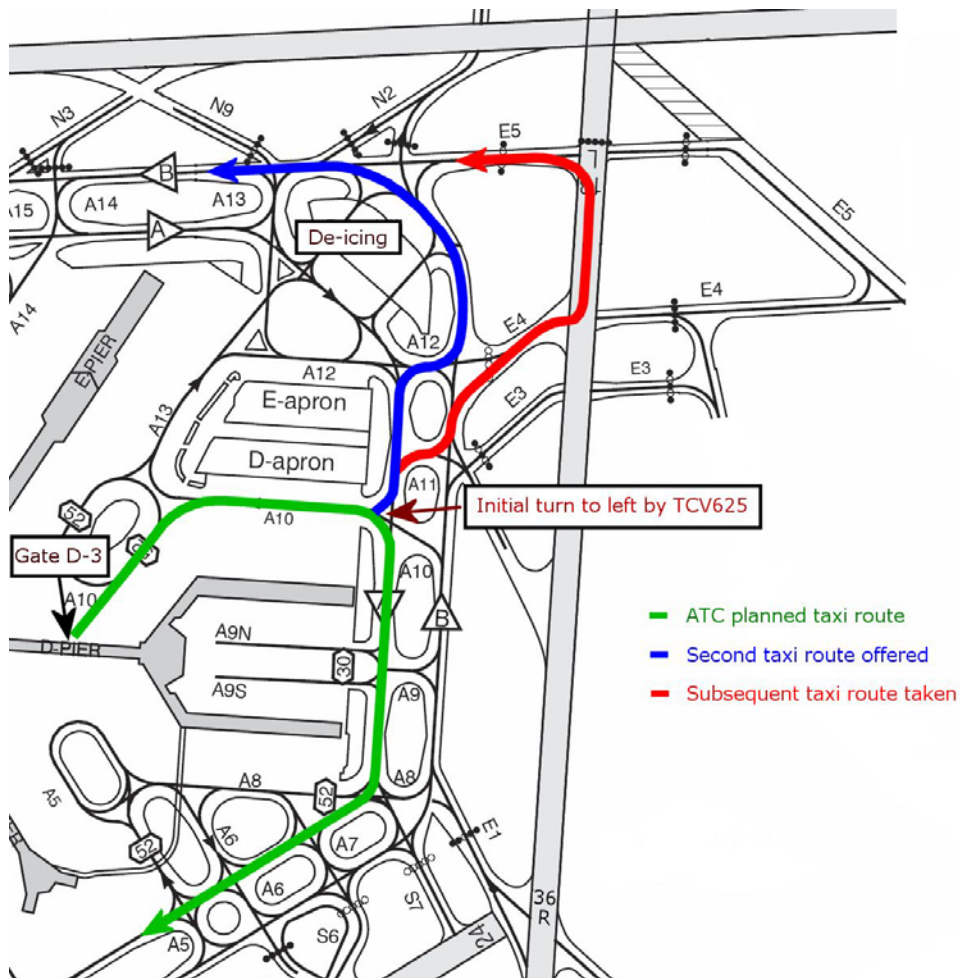 N3
N9
N2
E5
B
A15
A14
A13
A
De-icing
E5
A14
E4
E4
A12
E-PIER
A12
E3
E-apron
E3
A13
D-apron
A11
Initial turn to left by TCV625
52
A10
Gate D-3
A10
A10
D-PIER
B
A9N
30
A9S
A9
ATC planned taxi route
Second taxi route offered
Subsequent taxi route taken
A8
A8
52
A5
A6
A7
E1
52
A6
S7
36
R
A5
S6
24